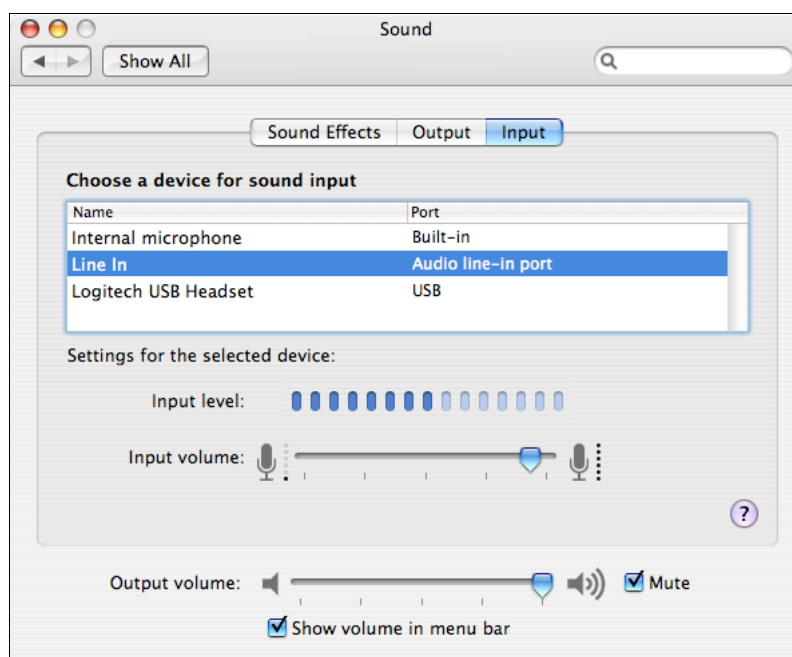 Sound
Show All
Sound Effects Output Input
Choose a device for sound input
Name Port
Internal microphone Built-in
Line In Audio line-in port
Logitech USB Headset USB
Settings for the selected device:
Input level:
Input volume:
?
Output volume: Mute
Show volume in menu bar